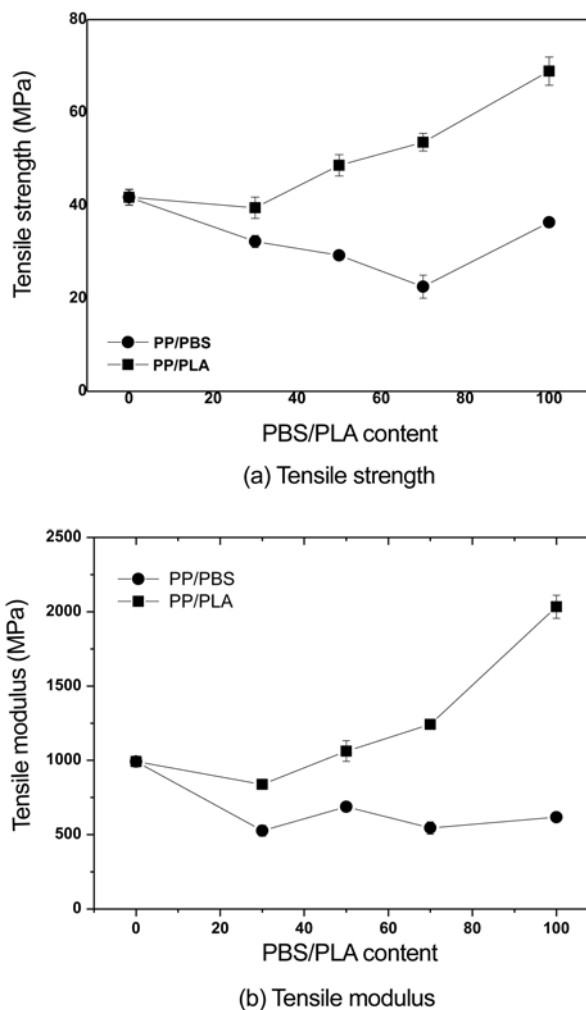 80
60
40
20
0
Tensile strength (MPa)
PP/PBS
PP/PLA
0 20 40 60 80 100
PBS/PLA content
(a) Tensile strength
2500
2000
1500
1000
500
0
Tensile modulus (MPa)
PP/PBS
PP/PLA
0 20 40 60 80 100
PBS/PLA content
(b) Tensile modulus